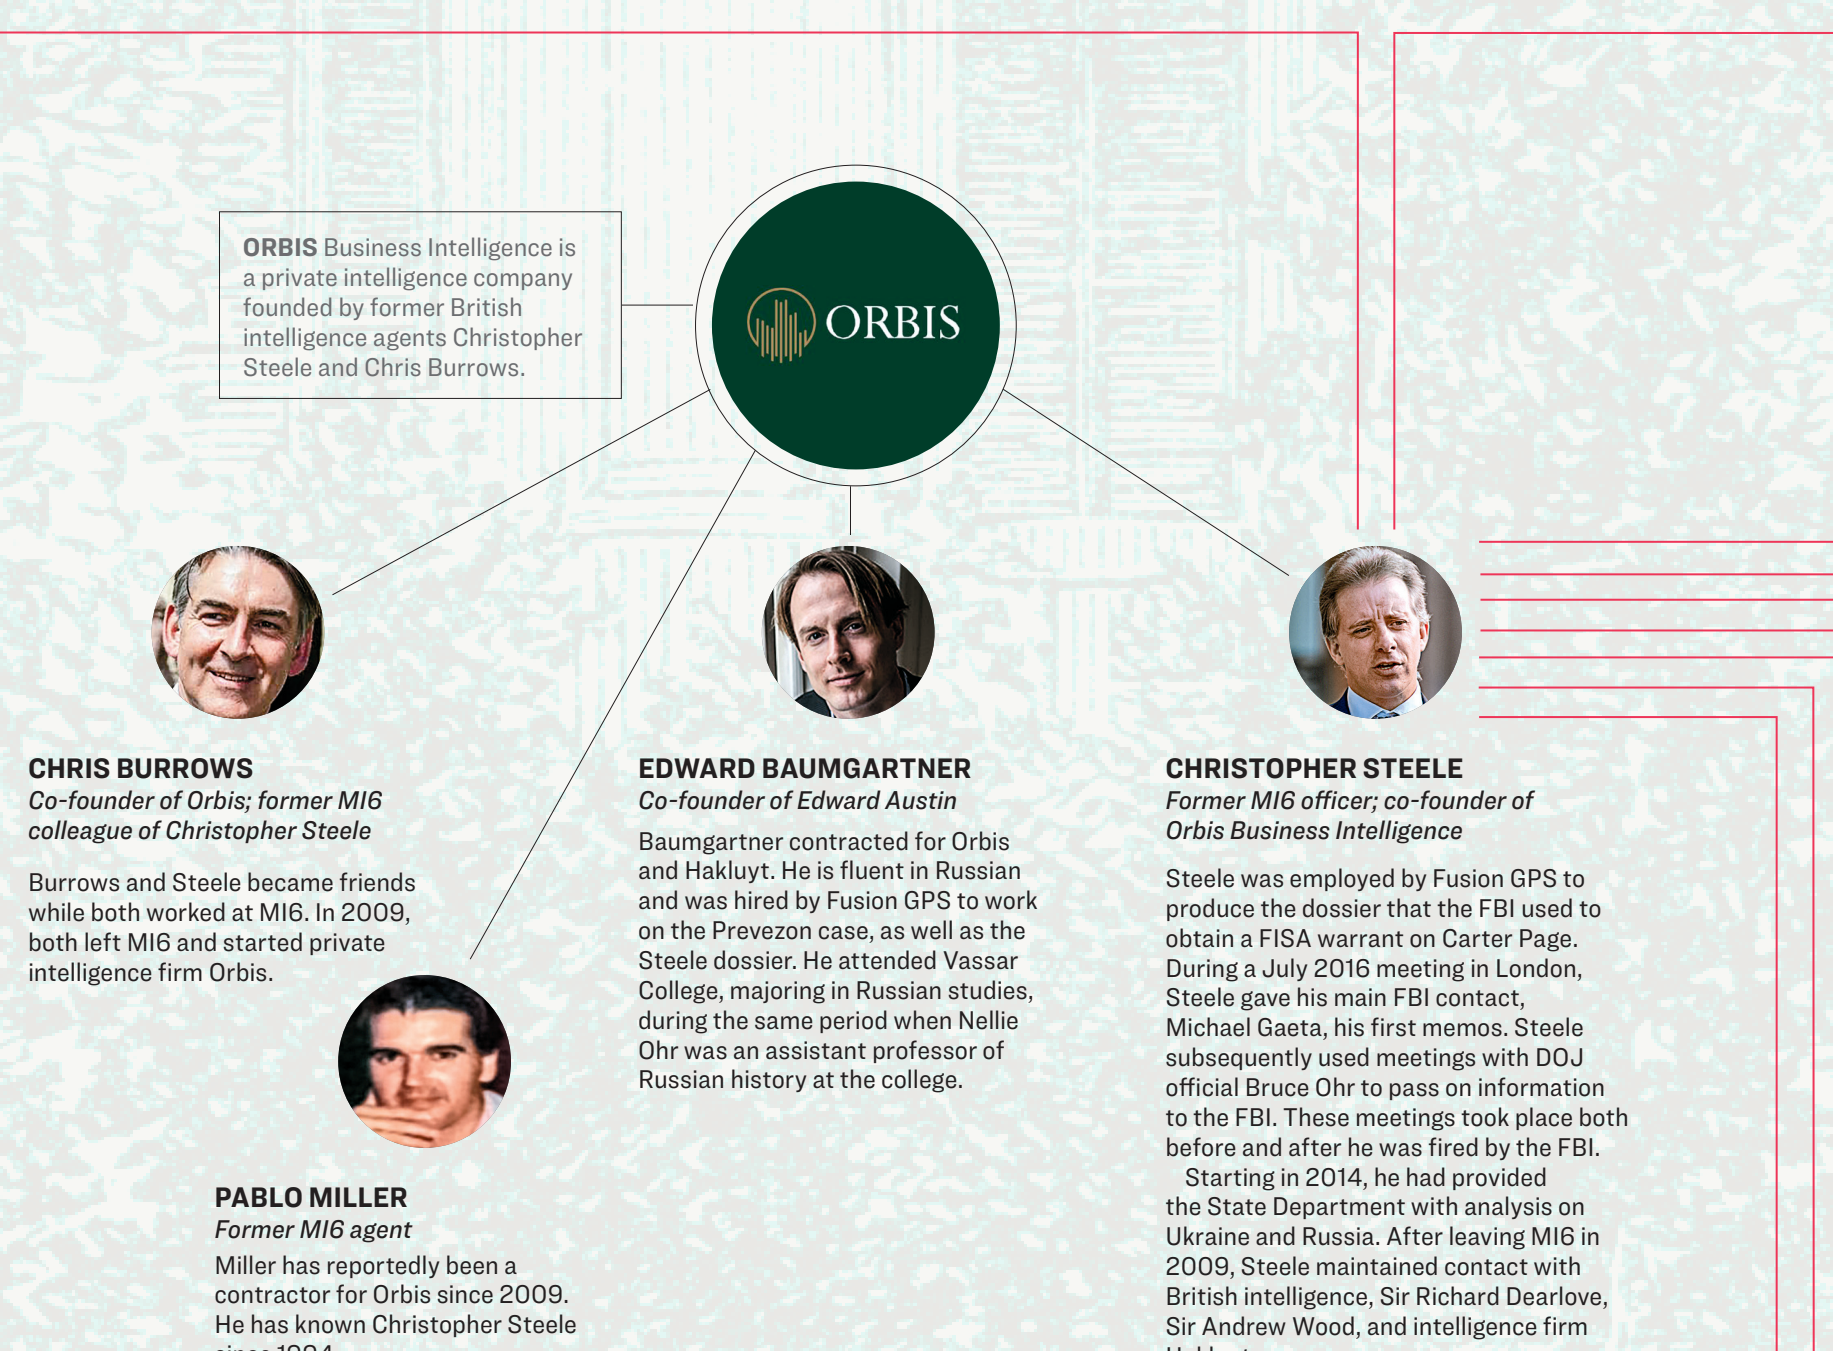 ORBIS Business Intelligence is
a private intelligence company
founded by former British
intelligence agents Christopher
Steele and Chris Burrows.
ORBIS
CHRIS BURROWS
Co-founder of Orbis; former MI6
colleague of Christopher Steele
Burrows and Steele became friends
while both worked at MI6. In 2009,
both left MI6 and started private
intelligence firm Orbis.
PABLO MILLER
Former MI6 agent
Miller has reportedly been a
contractor for Orbis since 2009.
He has known Christopher Steele
EDWARD BAUMGARTNER
Co-founder of Edward Austin
Baumgartner contracted for Orbis
and Hakluyt. He is fluent in Russian
and was hired by Fusion GPS to work
on the Prevezon case, as well as the
Steele dossier. He attended Vassar
College, majoring in Russian studies,
during the same period when Nellie
Ohr was an assistant professor of
Russian history at the college.
CHRISTOPHER STEELE
Former MI6 officer; co-founder of
Orbis Business Intelligence
Steele was employed by Fusion GPS to
produce the dossier that the FBI used to
obtain a FISA warrant on Carter Page.
During a July 2016 meeting in London,
Steele gave his main FBI contact,
Michael Gaeta, his first memos. Steele
subsequently used meetings with DOJ
official Bruce Ohr to pass on information
to the FBI. These meetings took place both
before and after he was fired by the FBI.
Starting in 2014, he had provided
the State Department with analysis on
Ukraine and Russia. After leaving MI6 in
2009, Steele maintained contact with
British intelligence, Sir Richard Dearlove,
Sir Andrew Wood, and intelligence firm